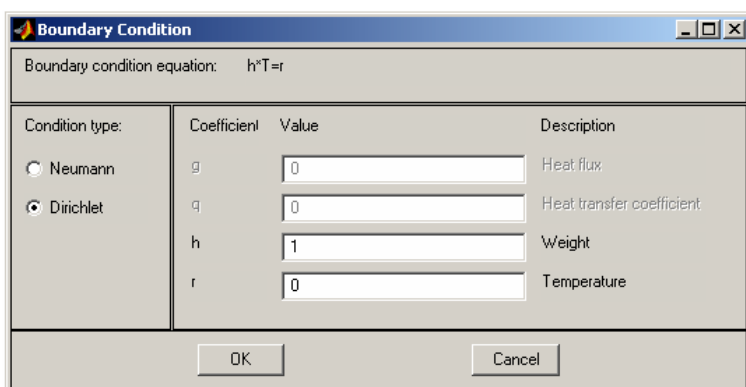 Boundary Condition
Boundary condition equation: h*T=r
Condition type: Coefficient Value Description
Neumann g 0 Heat flux
Dirichlet q 0 Heat transfer coefficient
h 1 Weight
r 0 Temperature
OK Cancel